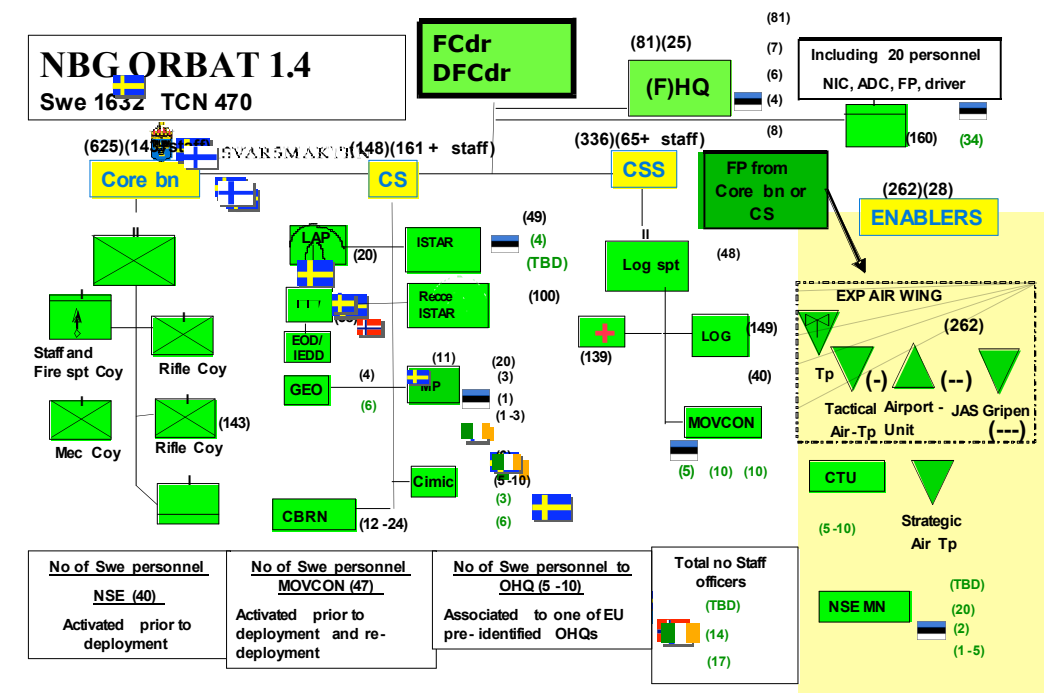 NBG ORBAT 1.4
Swe 1632 TCN 470
FCdr
DFCdr
(81)(25)
(F)HQ
(81)
(7)
(6)
(4)
(8)
Including 20 personnel
NIC, ADC, FP, driver
(160)
(34)
(625)(143
Core bn
(148)(161 + staff)
CS
(336)(65+ staff)
CSS
FP from
Core bn or
CS
(262)(28)
ENABLERS
II
I
Staff and
Fire spt Coy
I
Rifle Coy
I
Mec Coy
I
(143)
Rifle Coy
LAP
(20)
ISTAR
(49)
(4)
(TBD)
Recce
ISTAR
(100)
EOD/
IEDD
GEO
(4)
(6)
(11)
MP
(20)
(3)
(1)
(1 -3)
(5-10)
(3)
(6)
Cimic
CBRN
(12 -24)
II
Log spt
(48)
(139)
LOG
(149)
(40)
MOVCON
(5) (10) (10)
EXP AIR WING
(262)
Tp
(-)
(--)
Tactical
Air-Tp
Airport -
Unit
JAS Gripen
(---)
CTU
(5 -10)
Strategic
Air Tp
NSE MN
(TBD)
(20)
(2)
(1 -5)
No of Swe personnel
NSE (40)
Activated prior to
deployment
No of Swe personnel
MOVCON (47)
Activated prior to
deployment and re-
deployment
No of Swe personnel to
OHQ (5 -10)
Associated to one of EU
pre- identified OHQs
Total no Staff
officers
(TBD)
(14)
(17)